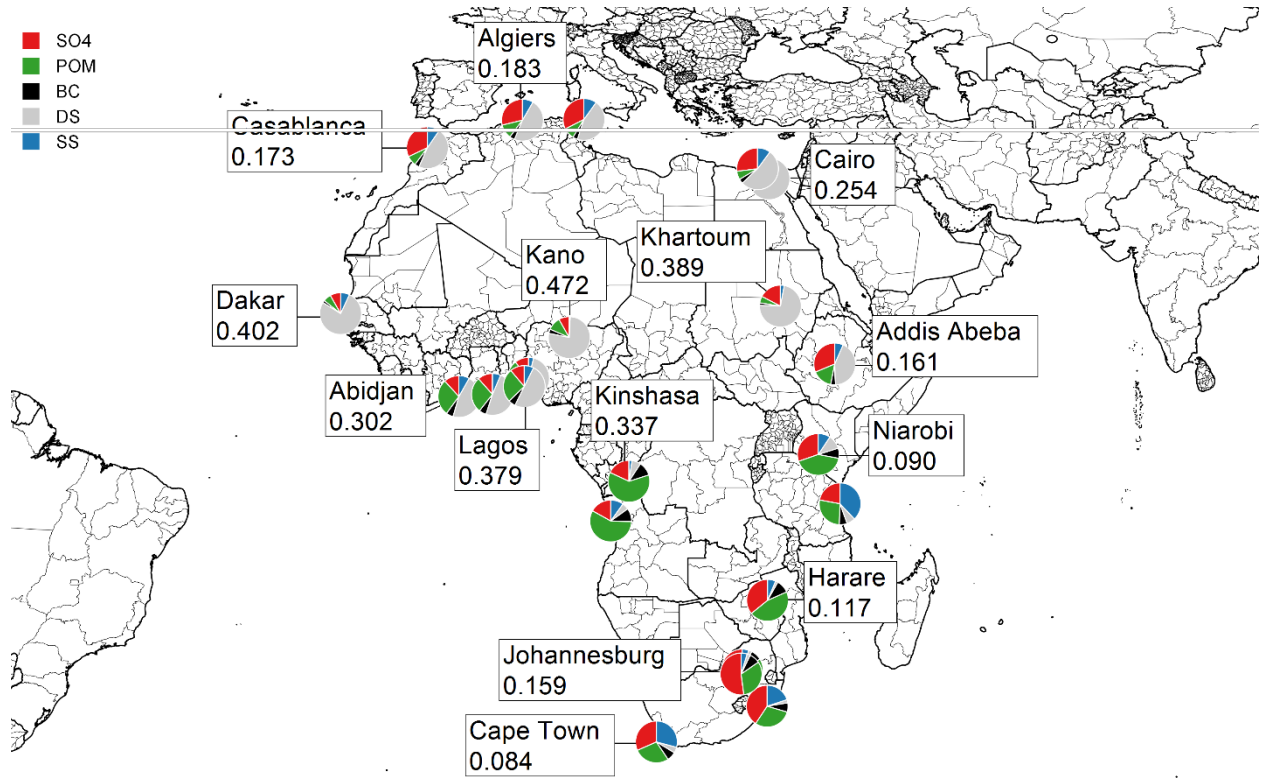 SO4
POM
BC
DS
SS
Algiers
0.183
Casablanca
0.173
Cairo
0.254
Khartoum
0.389
Kano
0.472
Dakar
0.402
Addis Abeba
0.161
Abidjan
0.302
Kinshasa
0.337
Lagos
0.379
Niarobi
0.090
Harare
0.117
Johannesburg
0.159
Cape Town
0.084